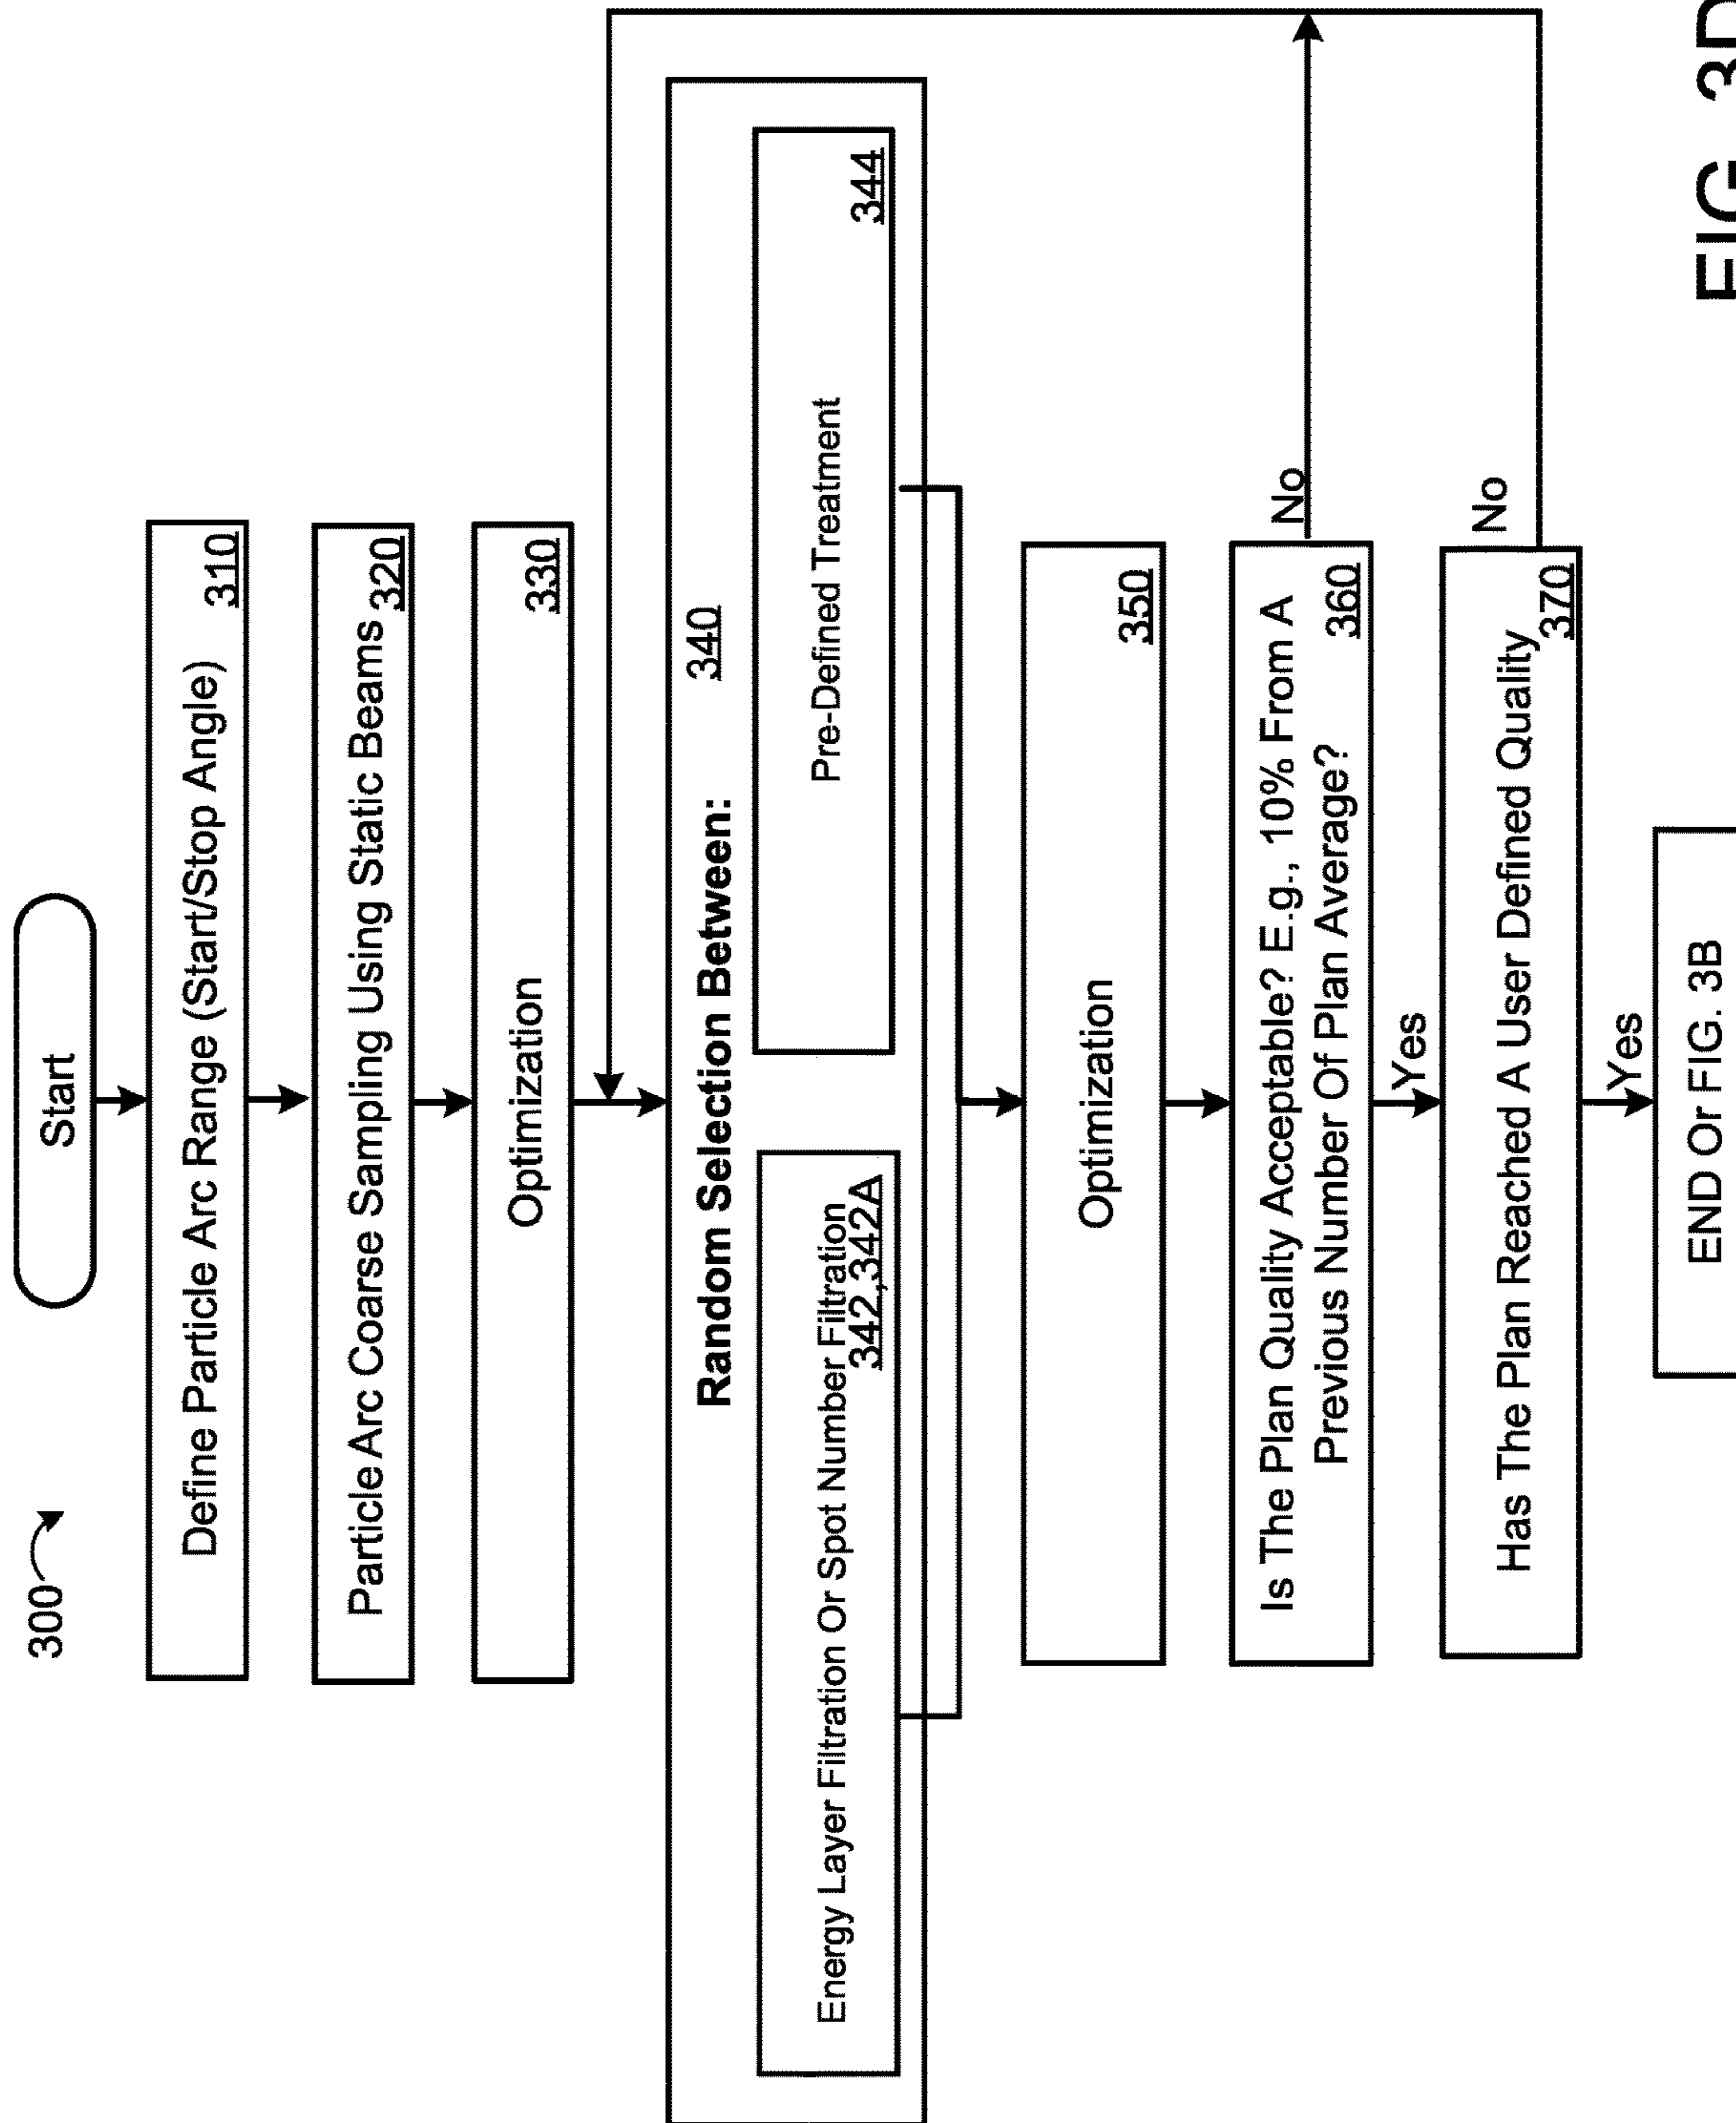 300
Start
Define Particle Arc Range (Start/Stop Angle) 310
Particle Arc Coarse Sampling Using Static Beams 320
Optimization 330
Random Selection Between: 340
Energy Layer Filtration Or Spot Number Filtration
342,342A
Pre-Defined Treatment
344
Optimization
350
Is The Plan Quality Acceptable? E.g., 10% From A
Previous Number Of Plan Average? 360
No
Yes
Has The Plan Reached A User Defined Quality
370
No
Yes
END Or FIG. 3B
FIG. 3D